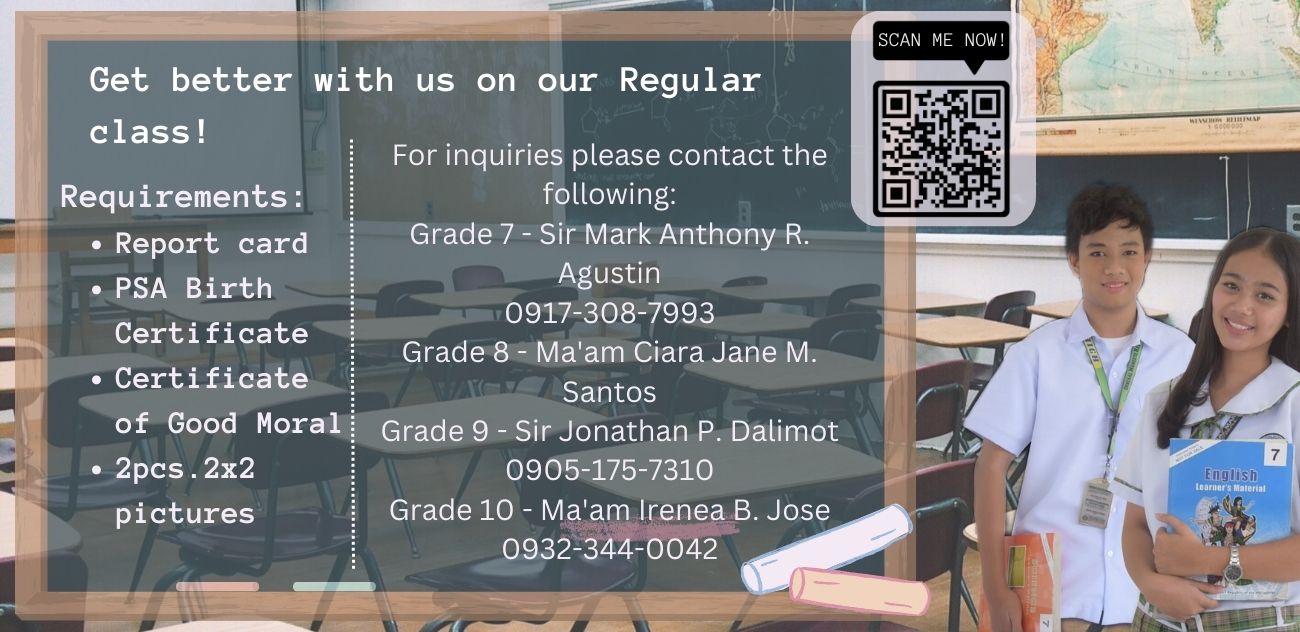 Get better with us on our Regular
class!
Requirements:
• Report card
• PSA Birth
Certificate
• Certificate
of Good Moral
• 2pcs.2x2
pictures
For inquiries please contact the
following:
Grade 7 - Sir Mark Anthony R.
Agustin
0917-308-7993
Grade 8 - Ma'am Ciara Jane M.
Santos
Grade 9 - Sir Jonathan P. Dalimot
0905-175-7310
Grade 10 - Ma'am Irenea B. Jose
0932-344-0042
SCAN ME NOW!
INDIAN OCEAN
7
English
Learner's Material
7